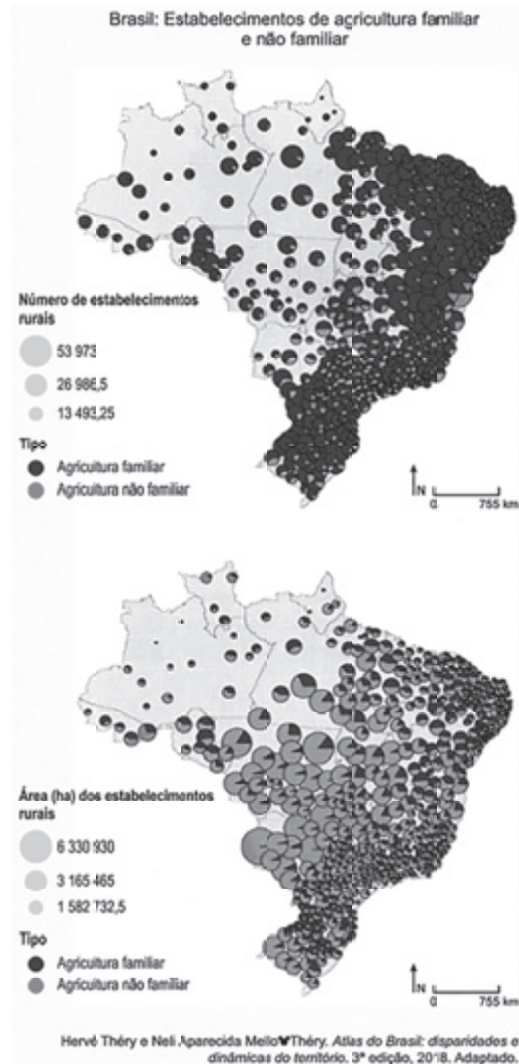 Brasil: Estabelecimentos de agricultura familiar
e não familiar
Número de estabelecimentos
rurais
53 973
26 986,5
13 493,25
Tipo
Agricultura familiar
Agricultura não familiar
N
0 755 km
Área (ha) dos estabelecimentos
rurais
6 330 930
3 165 465
1 582 732,5
Tipo
Agricultura familiar
Agricultura não familiar
N
0 755 km
Hervé Théry e Neli Aparecida Mello♥Théry. Atlas do Brasil: disparidades e
dinâmicas do território. 3ª edição, 2018. Adaptado.